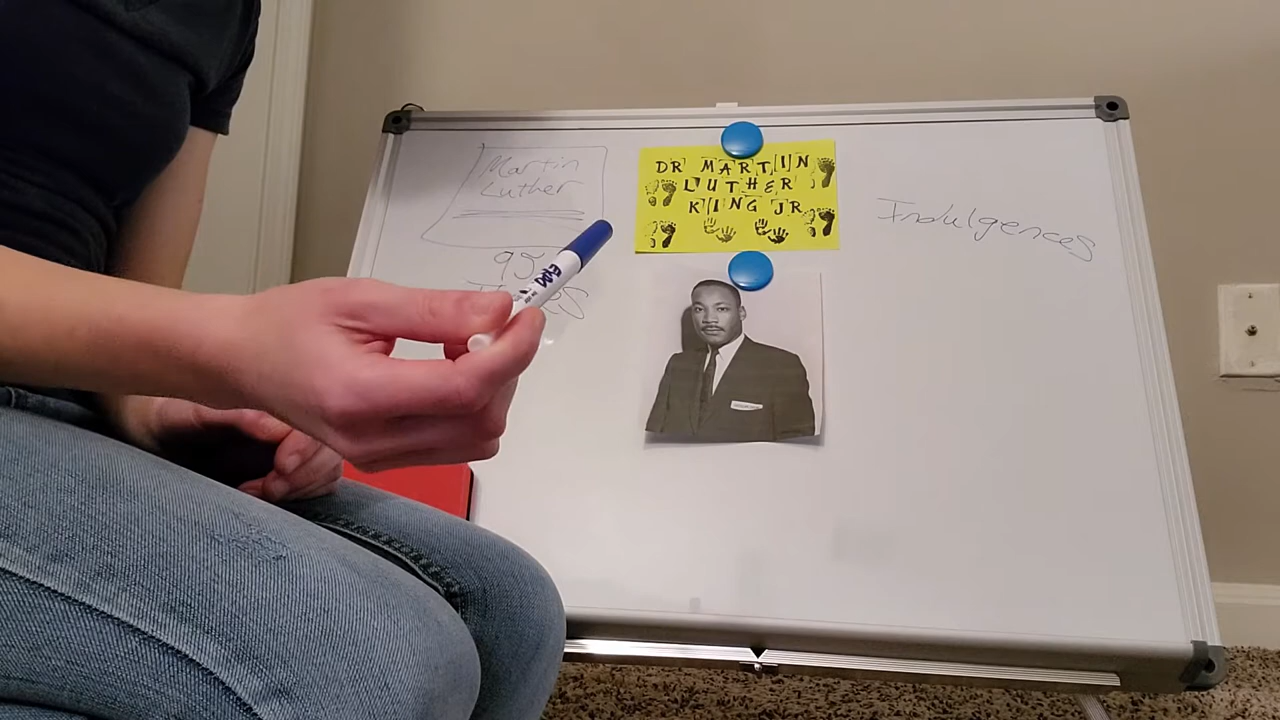 Martin
Luther
95
DR MARTIN
LUTHER
KING JR
Indulgences
EXPO